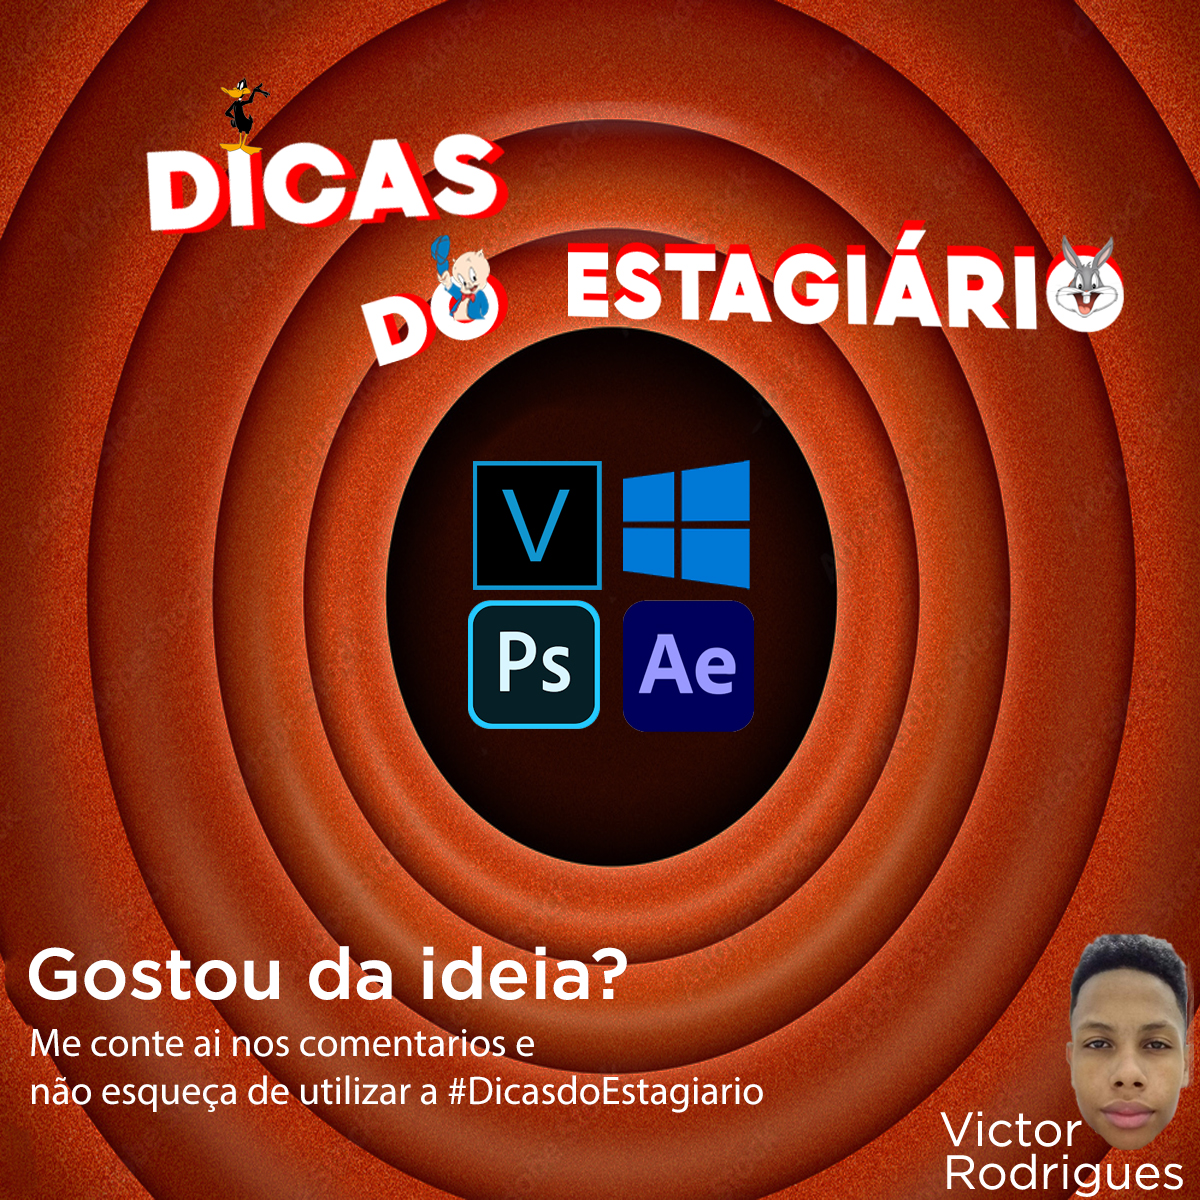 DICAS
DO ESTAGIÁRIO
V
Ps Ae
Gostou da ideia?
Me conte ai nos comentarios e
não esqueça de utilizar a #DicasdoEstagiario
Victor
Rodrigues